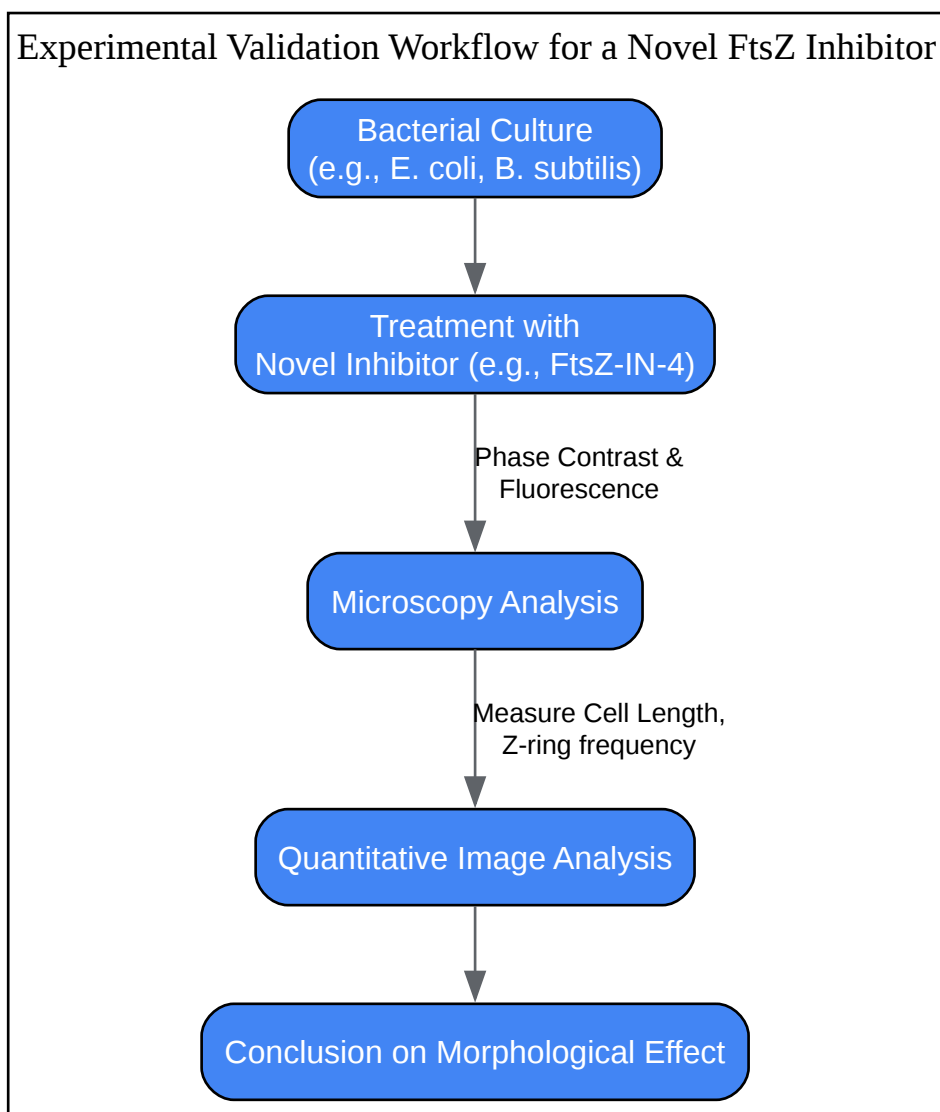 Experimental Validation Workflow for a Novel FtsZ Inhibitor
Bacterial Culture
(e.g., E. coli, B. subtilis)
Treatment with
Novel Inhibitor (e.g., FtsZ-IN-4)
Phase Contrast &
Fluorescence
Microscopy Analysis
Measure Cell Length,
Z-ring frequency
Quantitative Image Analysis
Conclusion on Morphological Effect